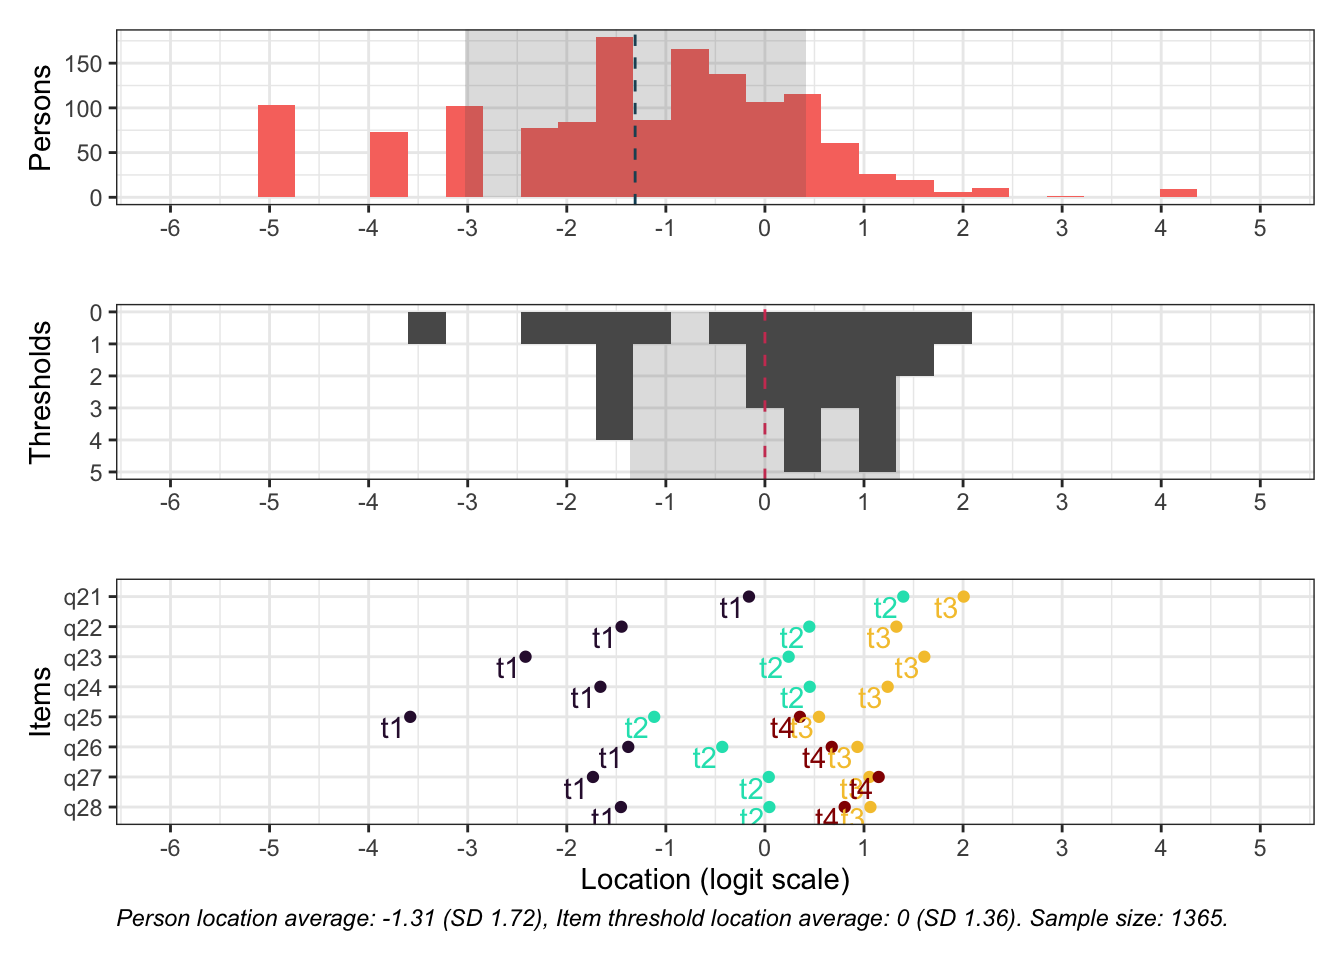 Persons
150
100
50
0
-6 -5 -4 -3 -2 -1 0 1 2 3 4 5
Thresholds
0
1
2
3
4
5
-6 -5 -4 -3 -2 -1 0 1 2 3 4 5
Items
q21 t1 t2 t3
q22 t1 t2 t3
q23 t1 t2 t3
q24 t1 t2 t3
q25 t1 t2 t4 t3
q26 t1 t2 t4 t3
q27 t1 t2 t3 t4
q28 t1 t2 t4 t3
-6 -5 -4 -3 -2 -1 0 1 2 3 4 5
Location (logit scale)
Person location average: -1.31 (SD 1.72), Item threshold location average: 0 (SD 1.36). Sample size: 1365.